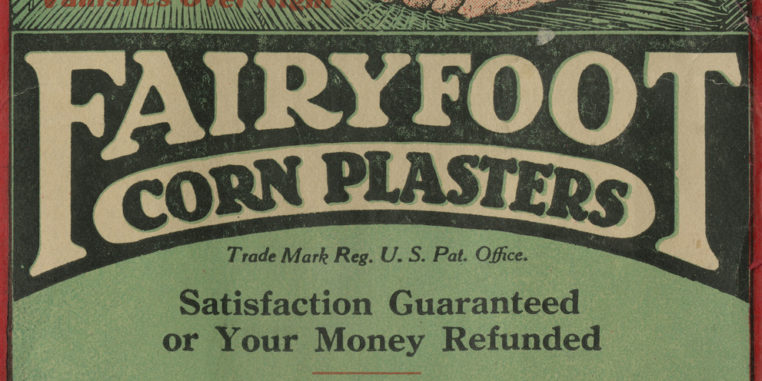 Vanishes Over Night
FAIRYFOOT
CORN PLASTERS
Trade Mark Reg. U. S. Pat. Office.
Satisfaction Guaranteed
or Your Money Refunded